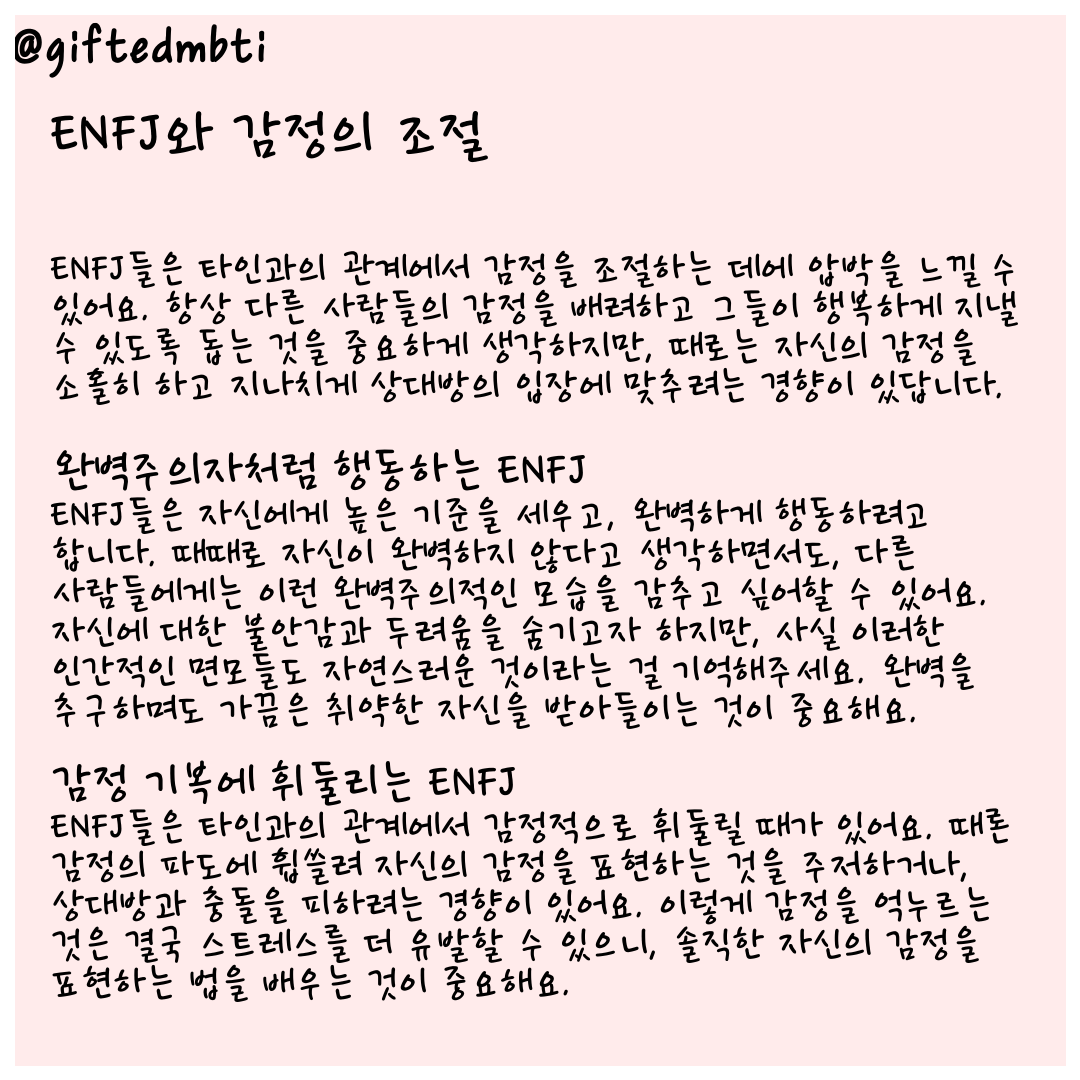 @giftedmbti
ENFJ와 감정의 조절
ENFJ들은 타인과의 관계에서 감정을 조절하는 데에 압박을 느낄 수
있어요. 항상 다른 사람들의 감정을 배려하고 그들이 행복하게 지낼
수 있도록 돕는 것을 중요하게 생각하지만, 때로는 자신의 감정을
소홀히 하고 지나치게 상대방의 입장에 맞추려는 경향이 있답니다.
완벽주의자처럼 행동하는 ENFJ
ENFJ들은 자신에게 높은 기준을 세우고, 완벽하게 행동하려고
합니다. 때때로 자신이 완벽하지 않다고 생각하면서도, 다른
사람들에게는 이런 완벽주의적인 모습을 감추고 싶어할 수 있어요.
자신에 대한 불안감과 두려움을 숨기고자 하지만, 사실 이러한
인간적인 면모들도 자연스러운 것이라는 걸 기억해주세요. 완벽을
추구하며도 가끔은 취약한 자신을 받아들이는 것이 중요해요.
감정 기복에 휘둘리는 ENFJ
ENFJ들은 타인과의 관계에서 감정적으로 휘둘릴 때가 있어요. 때론
감정의 파도에 휩쓸려 자신의 감정을 표현하는 것을 주저하거나,
상대방과 충돌을 피하려는 경향이 있어요. 이렇게 감정을 억누르는
것은 결국 스트레스를 더 유발할 수 있으니, 솔직한 자신의 감정을
표현하는 법을 배우는 것이 중요해요.